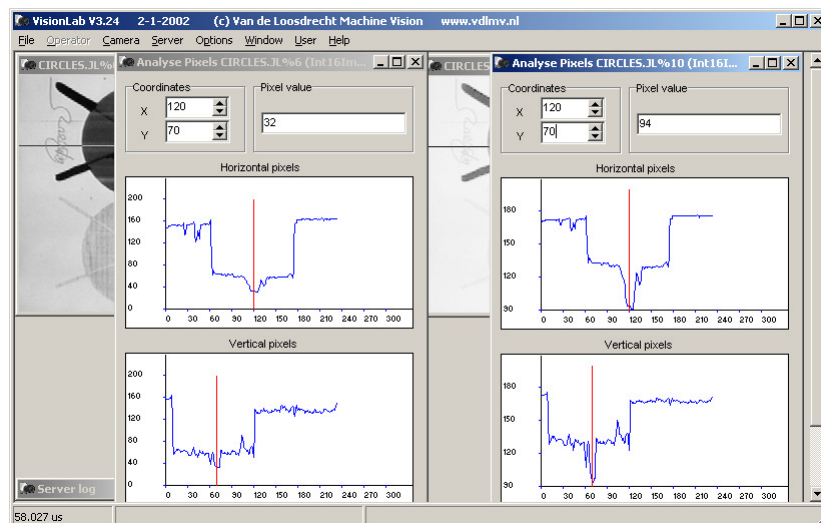 VisionLab V3.24 2-1-2002 (c) Van de Loosdrecht Machine Vision www.vdlmv.nl
File Operator Camera Server Options Window User Help
CIRCLES.JL%6
Analyse Pixels CIRCLES.JL%6 (Int16Im...
Coordinates
X 120
Y 70
Pixel value
32
Horizontal pixels
200
160
120
80
40
0
0 30 60 90 120 150 180 210 240 270 300
Vertical pixels
200
160
120
80
40
0
0 30 60 90 120 150 180 210 240 270 300
CIRCLES.JL%
Analyse Pixels CIRCLES.JL%10 (Int16I...
Coordinates
X 120
Y 70
Pixel value
94
Horizontal pixels
180
150
120
90
0 30 60 90 120 150 180 210 240 270 300
Vertical pixels
180
150
120
90
0 30 60 90 120 150 180 210 240 270 300
Server log
58.027 us